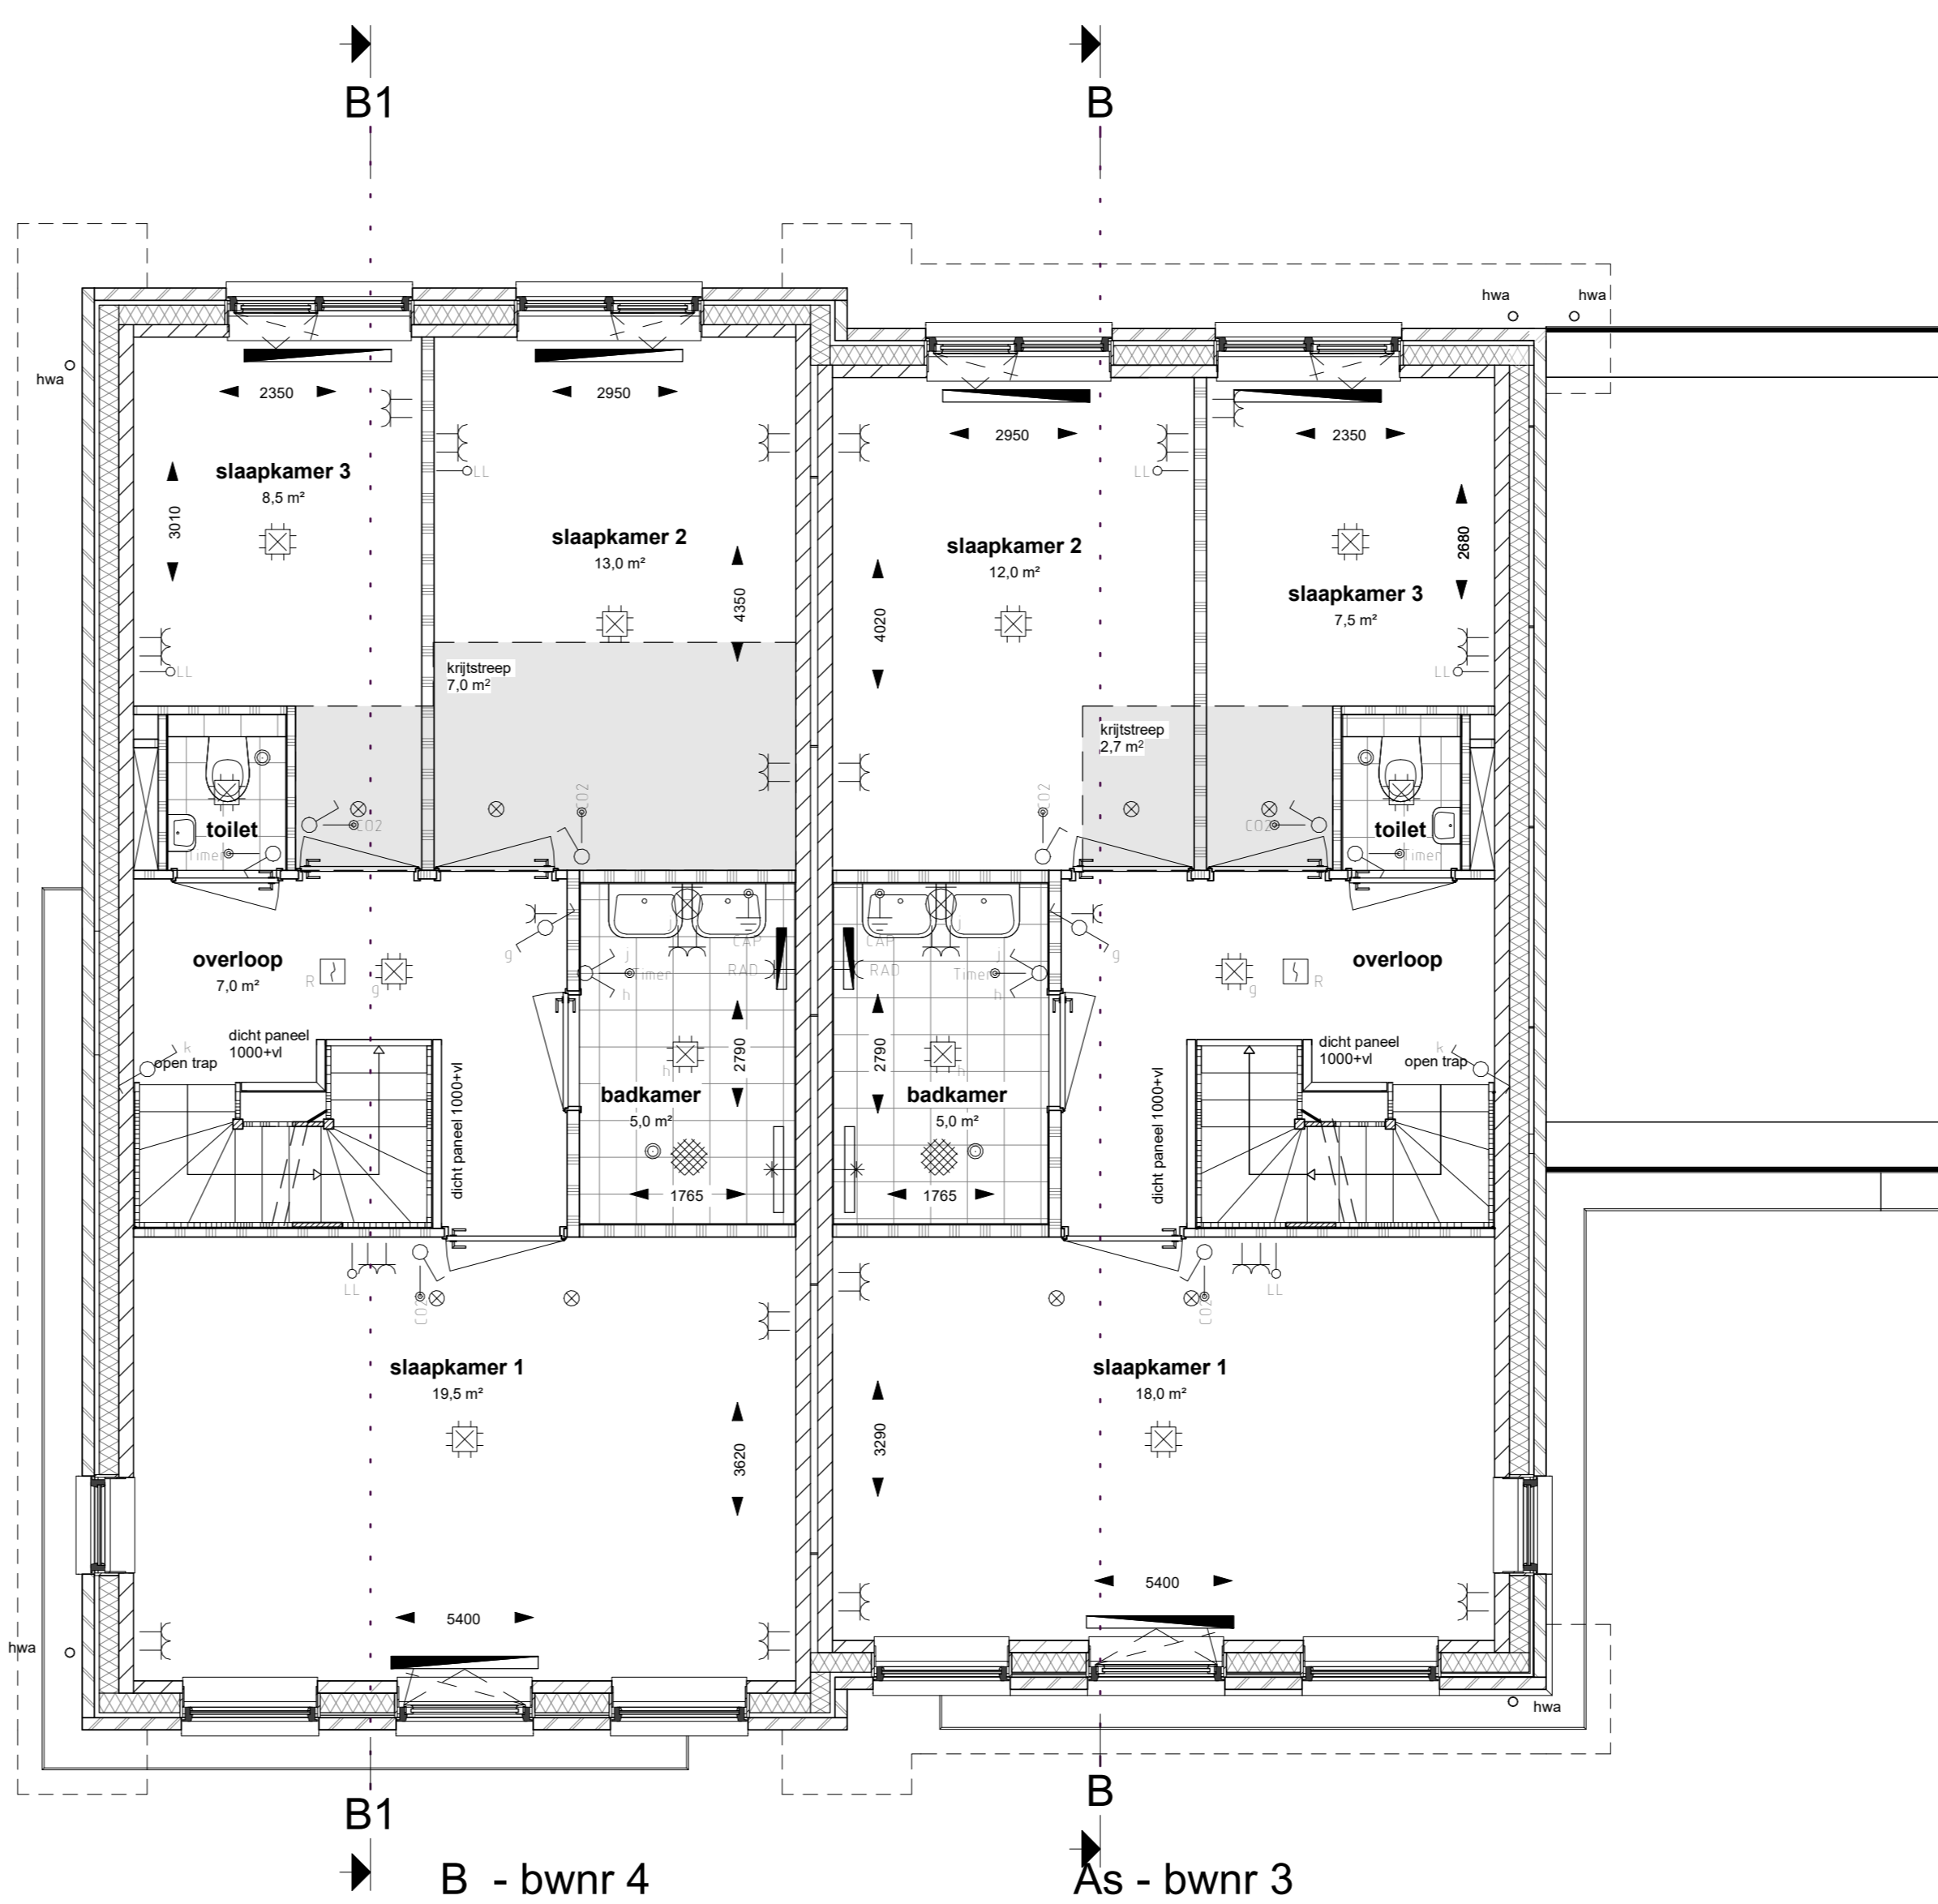 B1
B
hwa
hwa
hwa
2350
2950
2950
2350
slaapkamer 3
8,5 m²
3010
LL
slaapkamer 2
13,0 m²
4350
LL
slaapkamer 2
12,0 m²
4020
2680
slaapkamer 3
7,5 m²
LL
LL
krijtstreep
7,0 m²
krijtstreep
2,7 m²
CO2
CO2
CO2
CO2
toilet
Timer
toilet
Timer
overloop
7,0 m²
R
g
g
j
Timer
h
CAP
RAD
CAP
RAD
j
Timer
h
g
g
R
overloop
dicht paneel
1000+vl
k
open trap
dicht paneel 1000+vl
h
badkamer
5,0 m²
2790
1765
2790
h
badkamer
5,0 m²
1765
dicht paneel
1000+vl
k
open trap
dicht paneel 1000+vl
LL
CO2
CO2
LL
slaapkamer 1
19,5 m²
3620
slaapkamer 1
18,0 m²
3290
5400
5400
hwa
hwa
B1
B
B - bwnr 4
As - bwnr 3